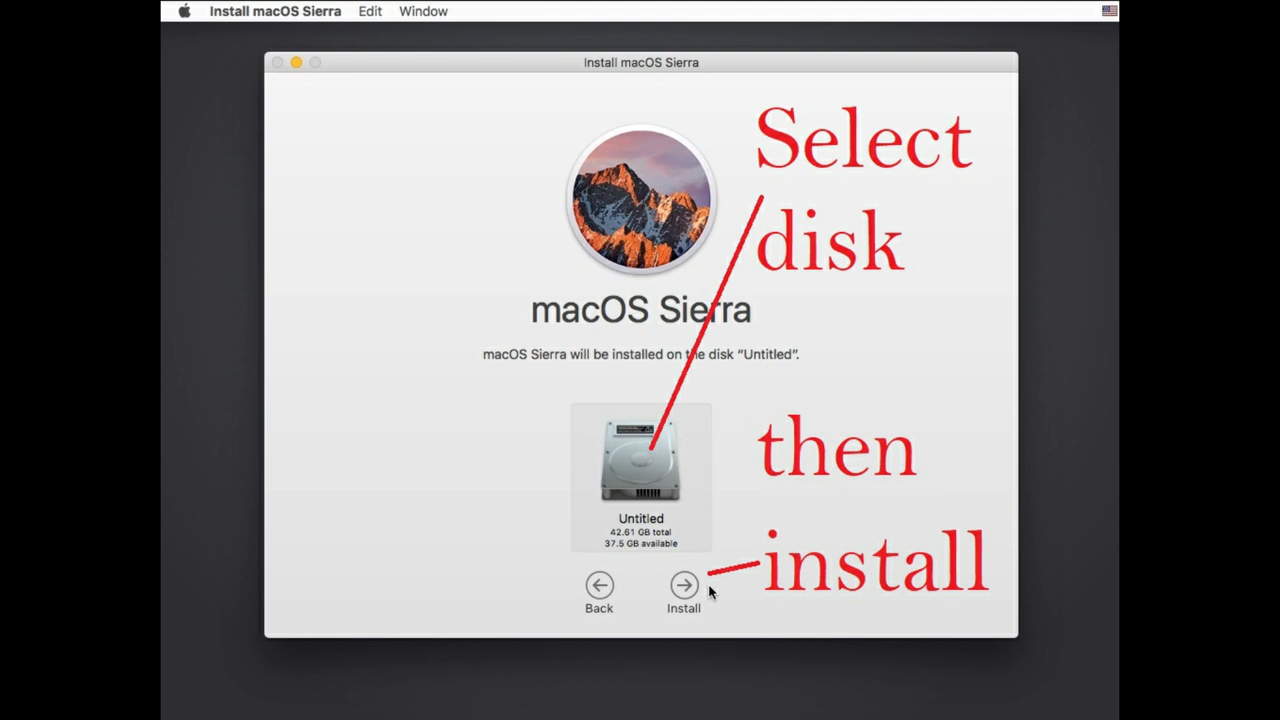 Install macOS Sierra Edit Window
Install macOS Sierra
Select
disk
macOS Sierra
macOS Sierra will be installed on the disk “Untitled”.
then
Untitled
42.61 GB total
37.5 GB available
install
Back Install